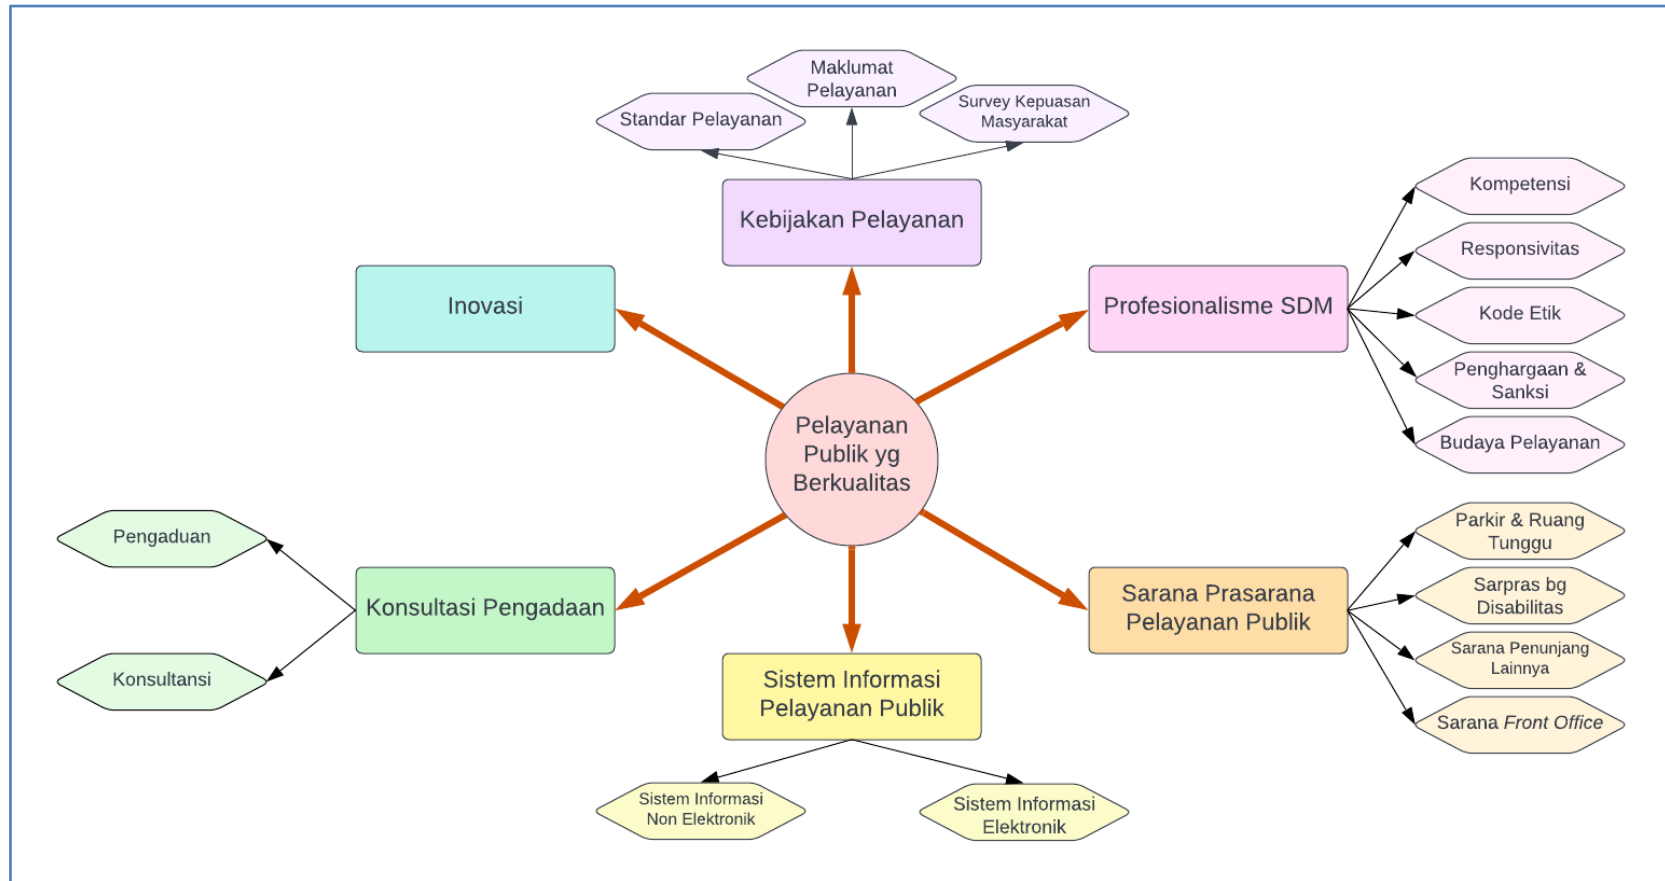 Maklumat
Pelayanan
Standar Pelayanan
Survey Kepuasan
Masyarakat
Kebijakan Pelayanan
Inovasi
Profesionalisme SDM
Kompetensi
Responsivitas
Kode Etik
Penghargaan &
Sanksi
Budaya Pelayanan
Pelayanan
Publik yg
Berkualitas
Pengaduan
Konsultansi
Konsultasi Pengadaan
Sarana Prasarana
Pelayanan Publik
Parkir & Ruang
Tunggu
Sarpras bg
Disabilitas
Sarana Penunjang
Lainnya
Sarana Front Office
Sistem Informasi
Pelayanan Publik
Sistem Informasi
Non Elektronik
Sistem Informasi
Elektronik